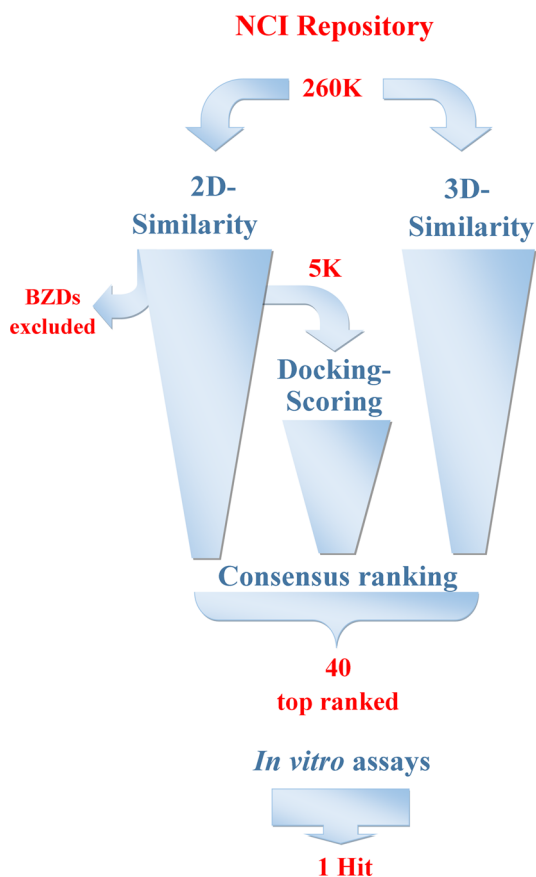 NCI Repository
260K
2D-
Similarity
3D-
Similarity
5K
BZDs
excluded
Docking-
Scoring
Consensus ranking
40
top ranked
In vitro assays
1 Hit